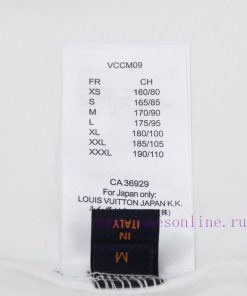 VCCM09
FR CH
XS 160/80
S 165/85
M 170/90
L 175/95
XL 180/100
XXL 185/105
XXXL 190/110
CA 36929
For Japan only:
LOUIS VUITTON JAPAN K.K.
IN
ITALY
M